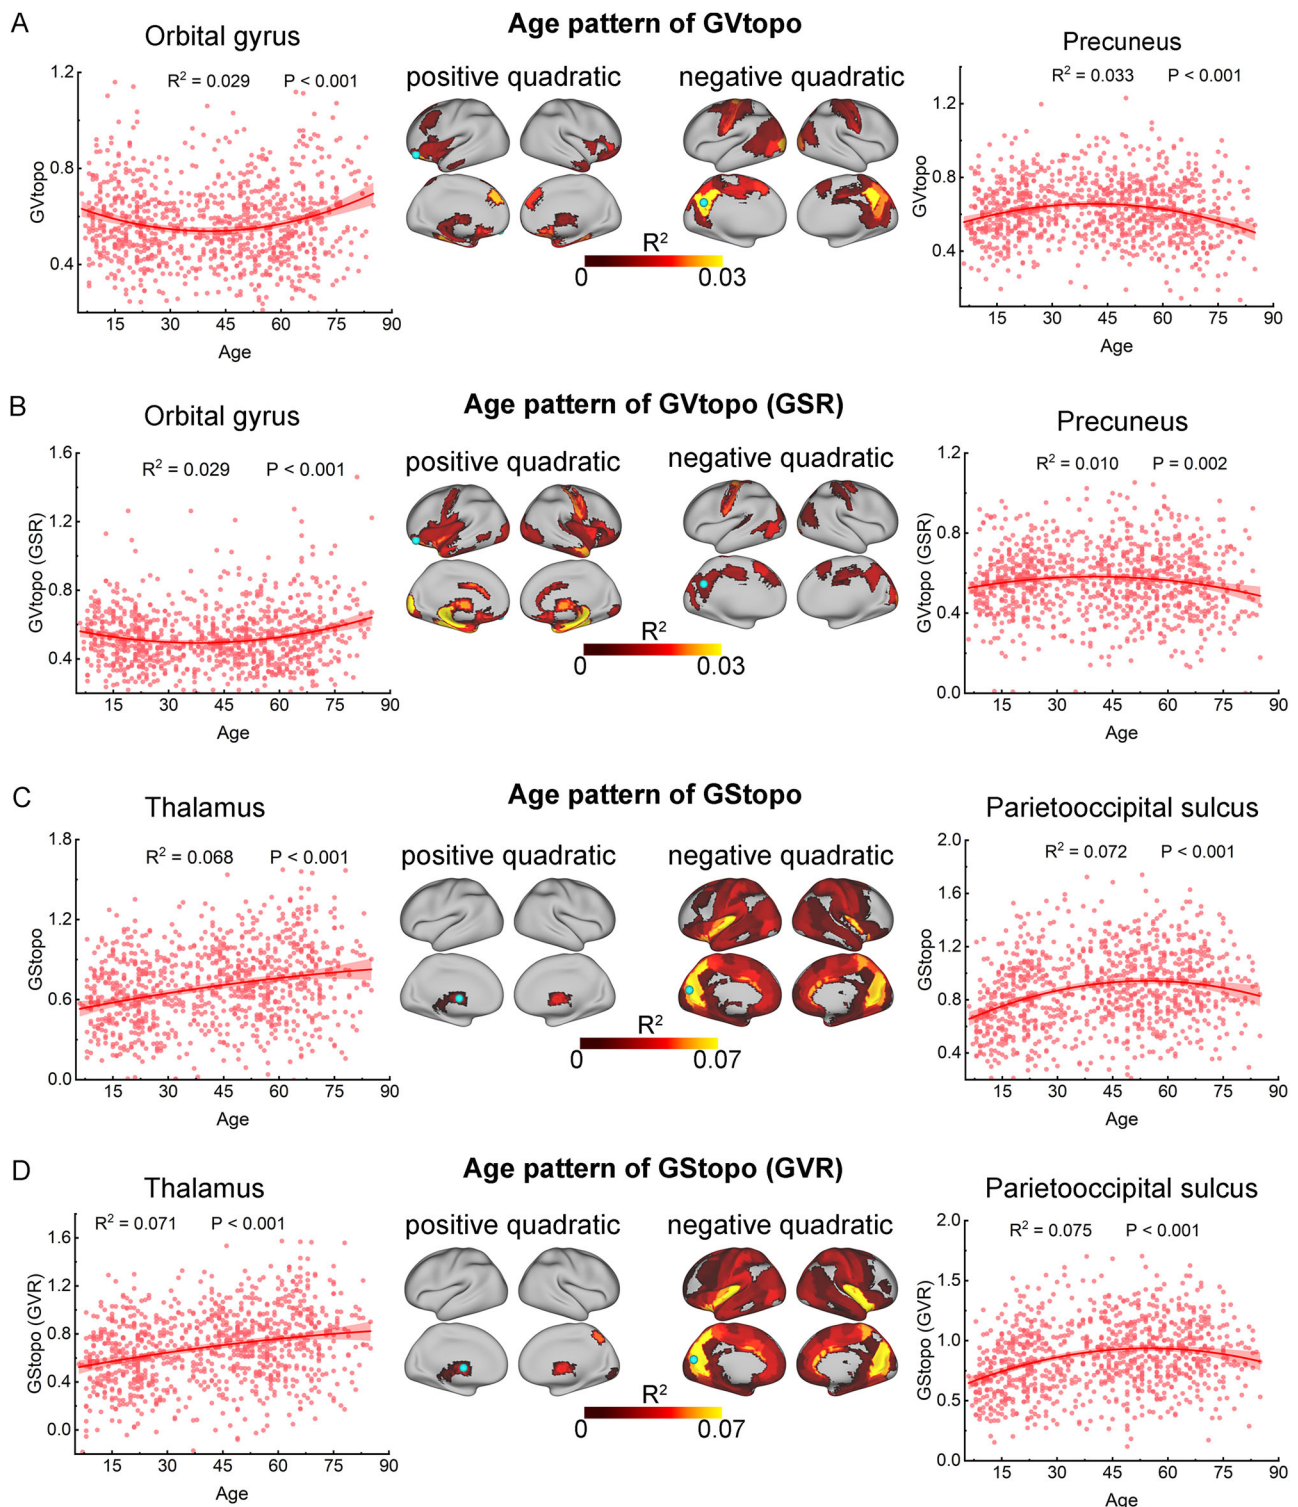 A
Orbital gyrus
Age pattern of GVtopo
Precuneus
R² = 0.029 P < 0.001
positive quadratic
negative quadratic
R² = 0.033 P < 0.001
1.2
0.8
0.4
GVtopo
15 30 45 60 75 90
Age
R²
0 0.03
1.2
0.8
0.4
GVtopo
15 30 45 60 75 90
Age
B
Orbital gyrus
Age pattern of GVtopo (GSR)
Precuneus
R² = 0.029 P < 0.001
positive quadratic
negative quadratic
R² = 0.010 P = 0.002
1.6
1.2
0.8
0.4
GVtopo (GSR)
15 30 45 60 75 90
Age
R²
0 0.03
1.2
0.8
0.4
0.0
GVtopo (GSR)
15 30 45 60 75 90
Age
C
Thalamus
Age pattern of GStopo
Parietooccipital sulcus
R² = 0.068 P < 0.001
positive quadratic
negative quadratic
R² = 0.072 P < 0.001
1.8
1.2
0.6
0.0
GStopo
15 30 45 60 75 90
Age
R²
0 0.07
2.0
1.6
1.2
0.8
0.4
GStopo
15 30 45 60 75 90
Age
D
Thalamus
Age pattern of GStopo (GVR)
Parietooccipital sulcus
R² = 0.071 P < 0.001
positive quadratic
negative quadratic
R² = 0.075 P < 0.001
1.6
1.2
0.8
0.4
0.0
GStopo (GVR)
15 30 45 60 75 90
Age
R²
0 0.07
2.0
1.5
1.0
0.5
0.0
GStopo (GVR)
15 30 45 60 75 90
Age